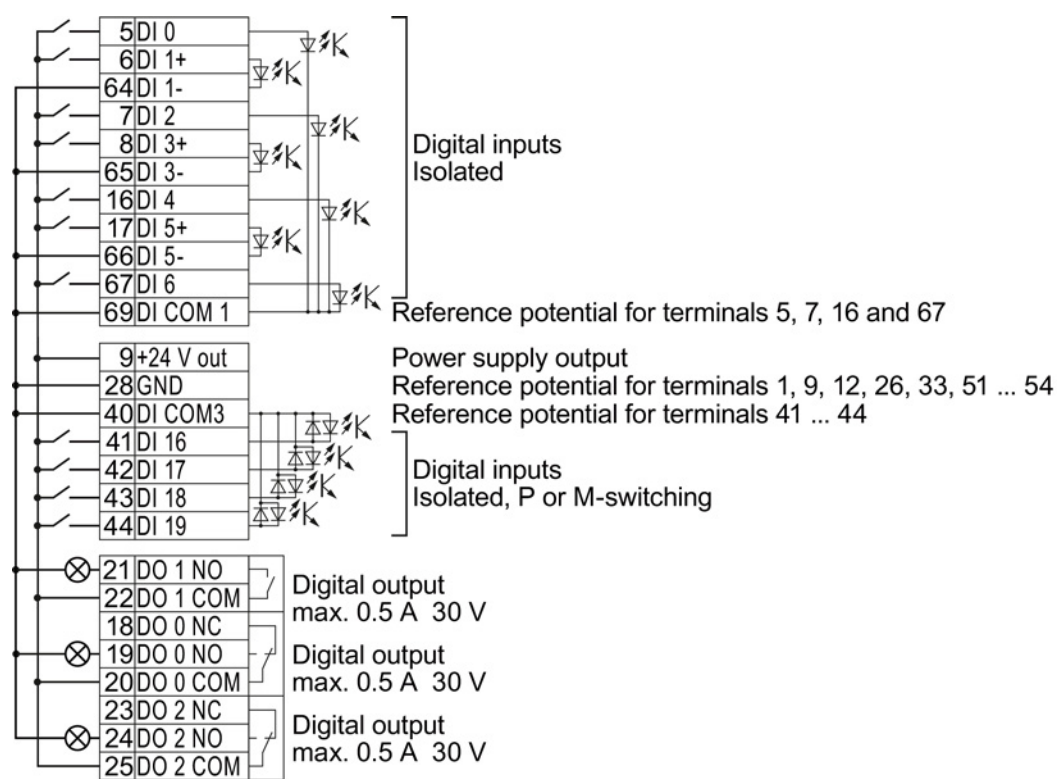 5 DI 0
6 DI 1+
64 DI 1-
7 DI 2
8 DI 3+
65 DI 3-
16 DI 4
17 DI 5+
66 DI 5-
67 DI 6
Digital inputs
Isolated
69 DI COM 1 Reference potential for terminals 5, 7, 16 and 67
9 +24 V out Power supply output
28 GND Reference potential for terminals 1, 9, 12, 26, 33, 51 ... 54
40 DI COM3 Reference potential for terminals 41 ... 44
41 DI 16
42 DI 17
43 DI 18
44 DI 19
Digital inputs
Isolated, P or M-switching
21 DO 1 NO
22 DO 1 COM
Digital output
max. 0.5 A 30 V
18 DO 0 NC
19 DO 0 NO
20 DO 0 COM
Digital output
max. 0.5 A 30 V
23 DO 2 NC
24 DO 2 NO
25 DO 2 COM
Digital output
max. 0.5 A 30 V